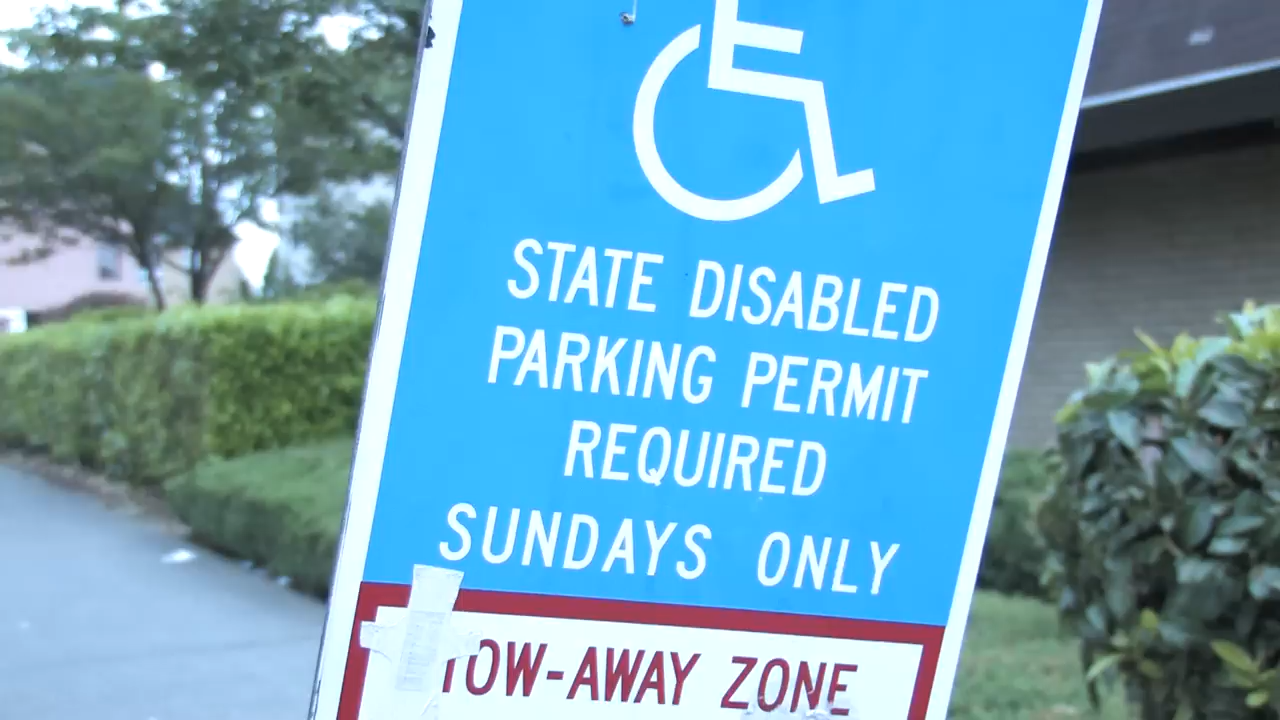 STATE DISABLED
PARKING PERMIT
REQUIRED
SUNDAYS ONLY
TOW-AWAY ZONE